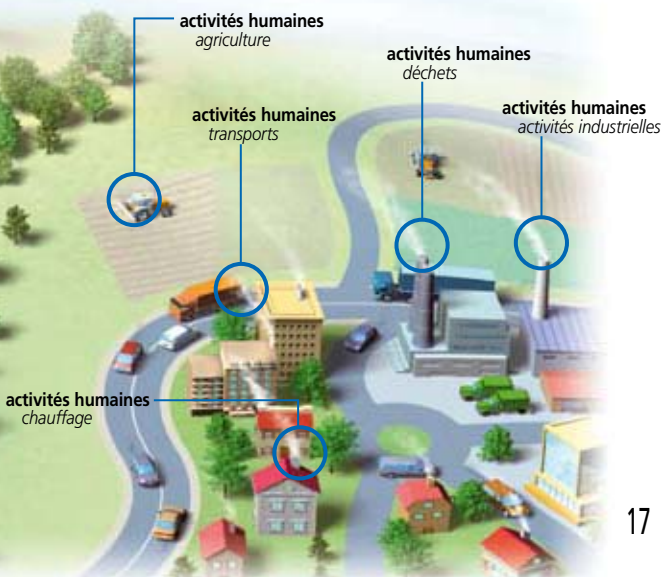 activités humaines
agriculture
activités humaines
déchets
activités humaines
transports
activités humaines
activités industrielles
activités humaines
chauffage
17